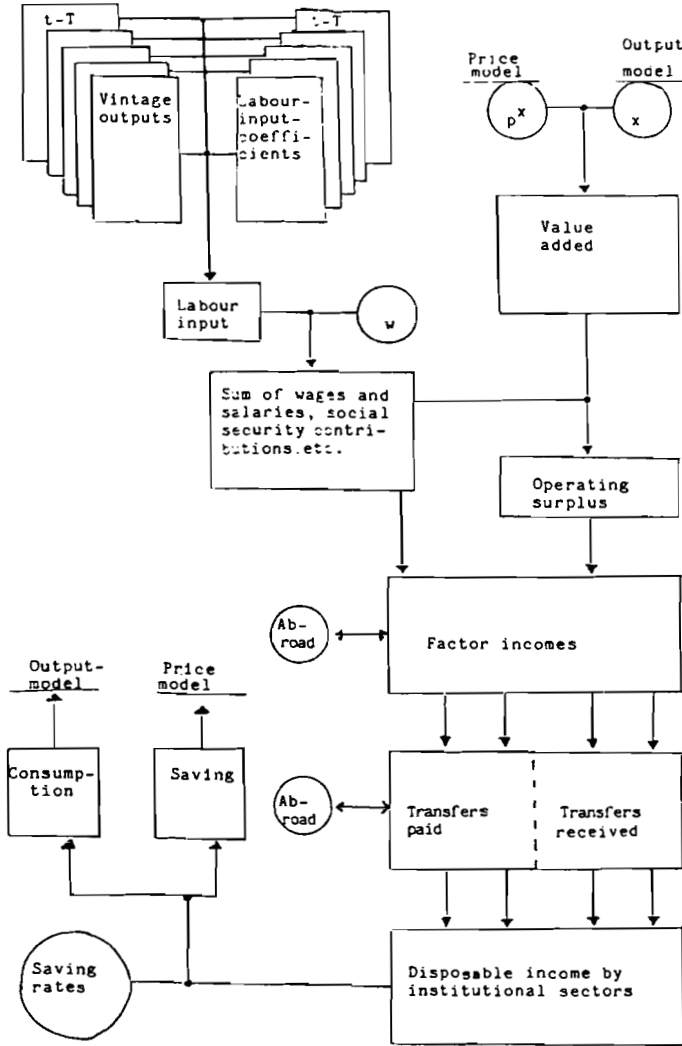 t-T
t-T
Vintage
outputs
Labour-
input-
coeffi-
cients
Price
model
Output
model
p^x
x
Value
added
Labour
input
w
Sum of wages and
salaries, social
security contri-
butions.etc.
Operating
surplus
Ab-
road
Factor incomes
Output-
model
Price
model
Consump-
tion
Saving
Ab-
road
Transfers
paid
Transfers
received
Saving
rates
Disposable income by
institutional sectors